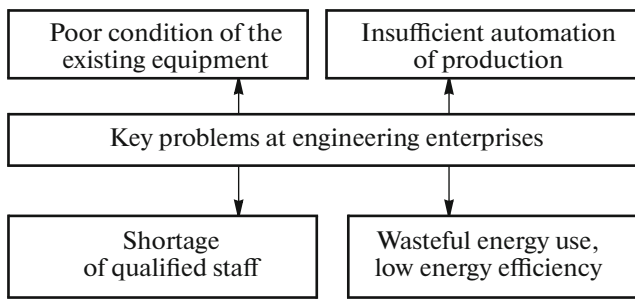 Poor condition of the
existing equipment
Insufficient automation
of production
Key problems at engineering enterprises
Shortage
of qualified staff
Wasteful energy use,
low energy efficiency